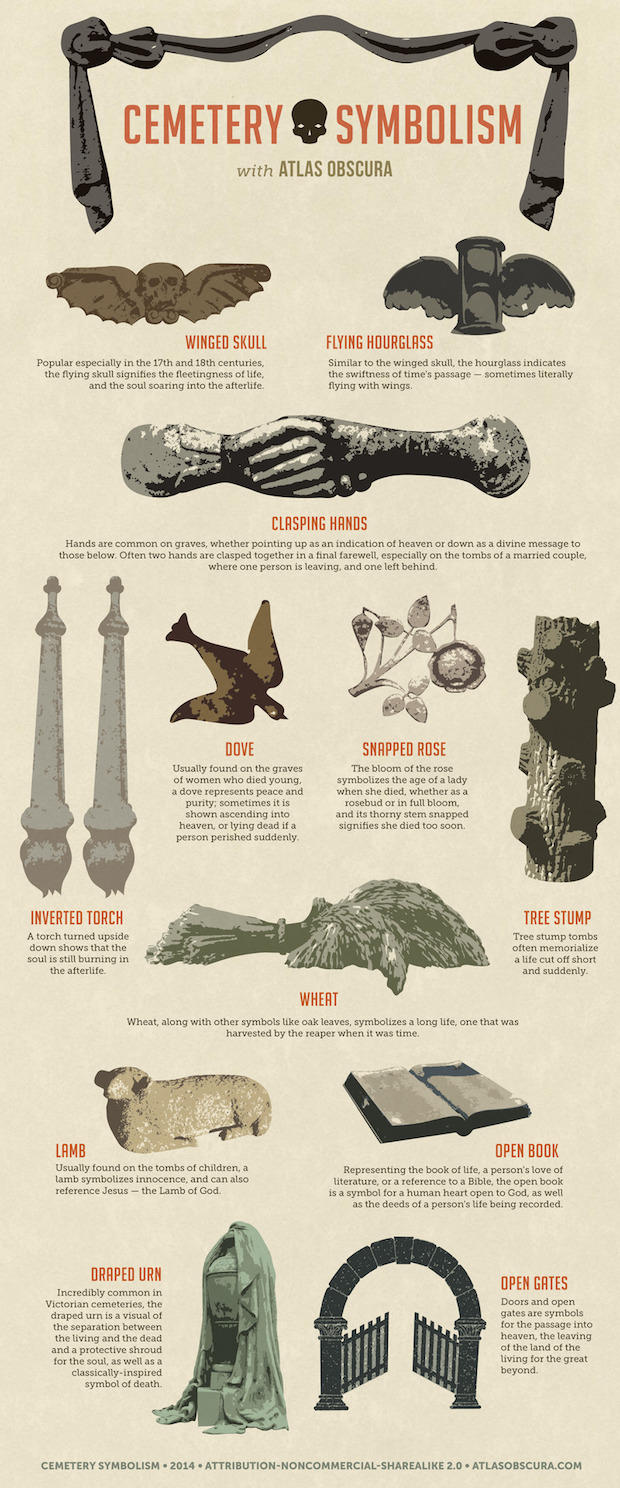 CEMETERY SYMBOLISM
with ATLAS OBSCURA
WINGED SKULL
Popular especially in the 17th and 18th centuries,
the flying skull signifies the fleetingness of life,
and the soul soaring into the afterlife.
FLYING HOURGLASS
Similar to the winged skull, the hourglass indicates
the swiftness of time's passage — sometimes literally
flying with wings.
CLASPING HANDS
Hands are common on graves, whether pointing up as an indication of heaven or down as a divine message to
those below. Often two hands are clasped together in a final farewell, especially on the tombs of a married couple,
where one person is leaving, and one left behind.
DOVE
Usually found on the graves
of women who died young,
a dove represents peace and
purity; sometimes it is
shown ascending into
heaven, or lying dead if a
person perished suddenly.
SNAPPED ROSE
The bloom of the rose
symbolizes the age of a lady
when she died, whether as a
rosebud or in full bloom,
and its thorny stem snapped
signifies she died too soon.
INVERTED TORCH
A torch turned upside
down shows that the
soul is still burning in
the afterlife.
TREE STUMP
Tree stump tombs
often memorialize
a life cut off short
and suddenly.
WHEAT
Wheat, along with other symbols like oak leaves, symbolizes a long life, one that was
harvested by the reaper when it was time.
LAMB
Usually found on the tombs of children, a
lamb symbolizes innocence, and can also
reference Jesus — the Lamb of God.
OPEN BOOK
Representing the book of life, a person's love of
literature, or a reference to a Bible, the open book
is a symbol for a human heart open to God, as well
as the deeds of a person's life being recorded.
DRAPED URN
Incredibly common in
Victorian cemeteries, the
draped urn is a visual of
the separation between
the living and the dead
and a protective shroud
for the soul, as well as a
classically-inspired
symbol of death.
OPEN GATES
Doors and open
gates are symbols
for the passage into
heaven, the leaving
of the land of the
living for the great
beyond.
CEMETERY SYMBOLISM • 2014 • ATTRIBUTION-NONCOMMERCIAL-SHAREALIKE 2.0 • ATLASOBSCURA.COM